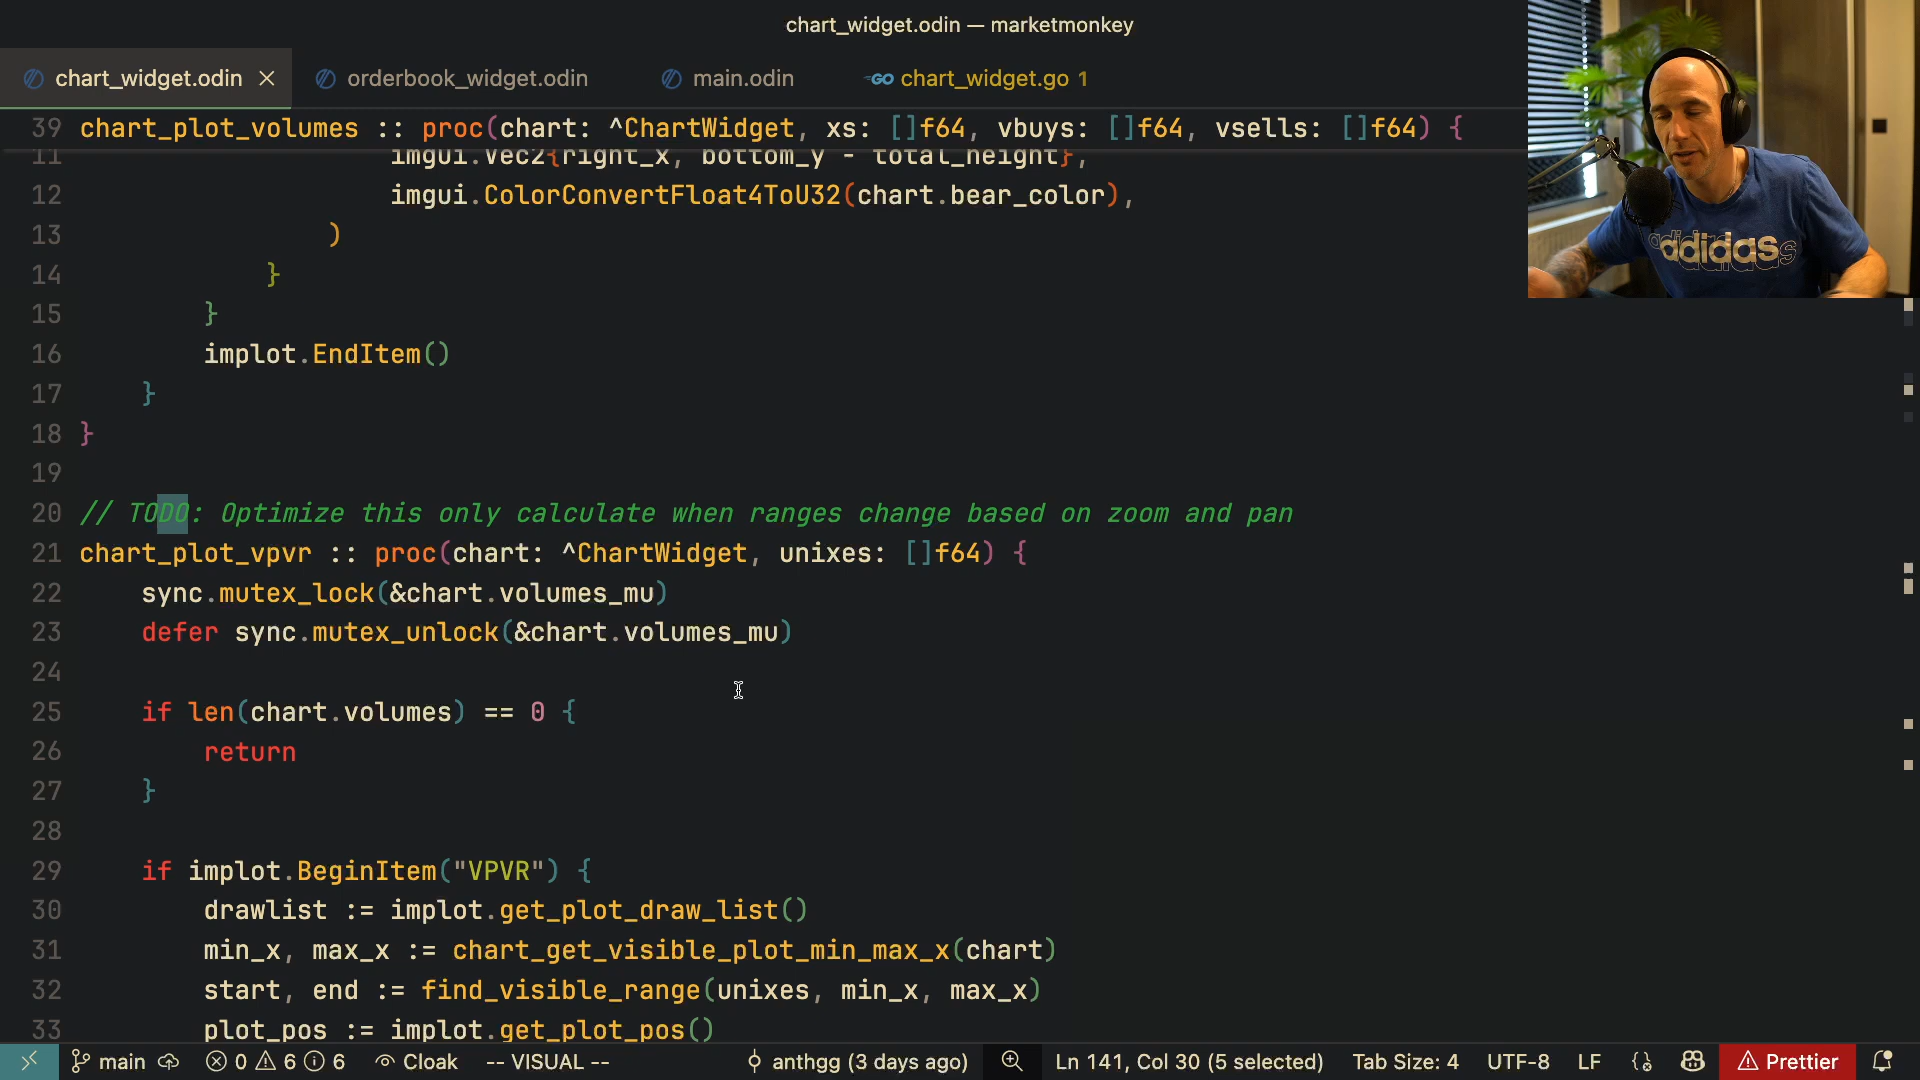 chart_widget.odin — marketmonkey
chart_widget.odin orderbook_widget.odin main.odin GO chart_widget.go 1
39 chart_plot_volumes :: proc(chart: ^ChartWidget, xs: []f64, vbuys: []f64, vsells: []f64) {
11 imgui.Vec2{right_x, bottom_y - total_height},
12 imgui.ColorConvertFloat4ToU32(chart.bear_color),
13 )
14 }
15 }
16 implot.EndItem()
17 }
18 }
19
20 // TODO: Optimize this only calculate when ranges change based on zoom and pan
21 chart_plot_vpvr :: proc(chart: ^ChartWidget, unixes: []f64) {
22 sync.mutex_lock(&chart.volumes_mu)
23 defer sync.mutex_unlock(&chart.volumes_mu)
24
25 if len(chart.volumes) == 0 {
26 return
27 }
28
29 if implot.BeginItem("VPVR") {
30 drawlist := implot.get_plot_draw_list()
31 min_x, max_x := chart_get_visible_plot_min_max_x(chart)
32 start, end := find_visible_range(unixes, min_x, max_x)
33 plot_pos := implot.get_plot_pos()
adidas
main 0 6 6 Cloak -- VISUAL -- anthgg (3 days ago) Ln 141, Col 30 (5 selected) Tab Size: 4 UTF-8 LF Prettier